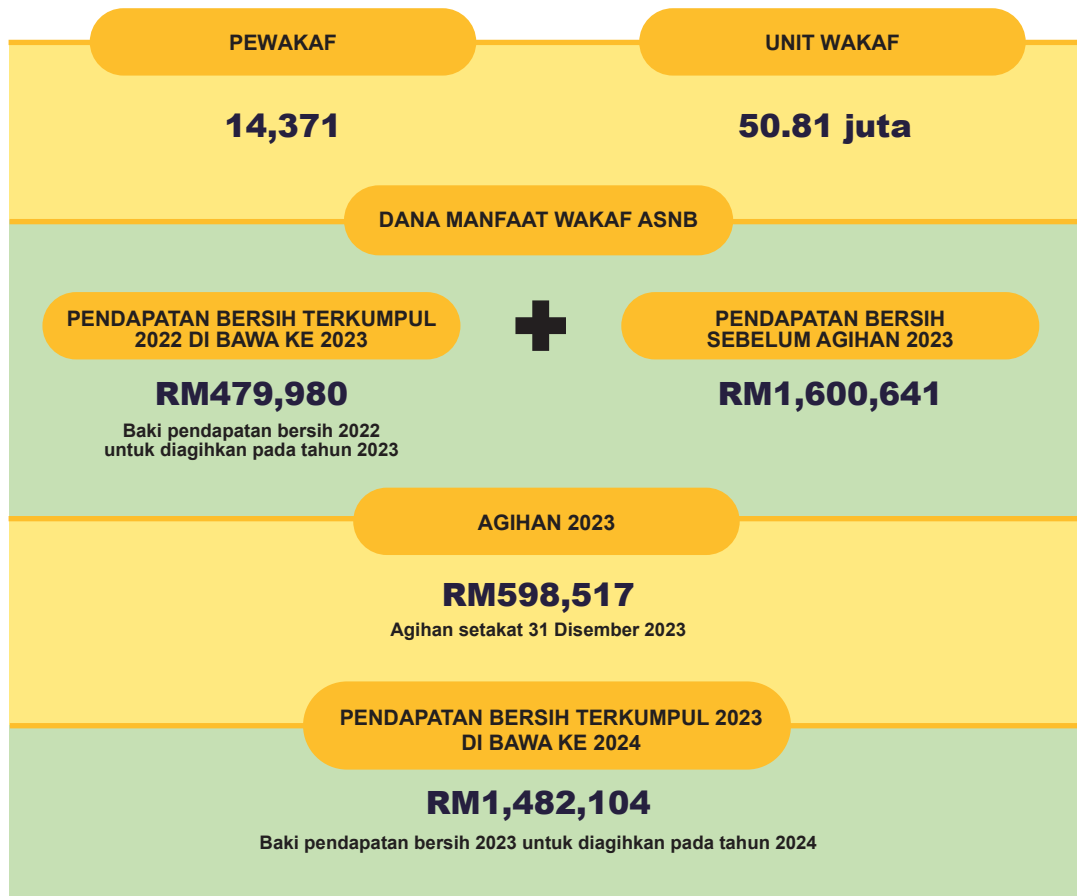 PEWAKAF
UNIT WAKAF
14,371
50.81 juta
DANA MANFAAT WAKAF ASNB
PENDAPATAN BERSIH TERKUMPUL
2022 DI BAWA KE 2023
RM479,980
Baki pendapatan bersih 2022
untuk diagihkan pada tahun 2023
PENDAPATAN BERSIH
SEBELUM AGIHAN 2023
RM1,600,641
AGIHAN 2023
RM598,517
Agihan setakat 31 Disember 2023
PENDAPATAN BERSIH TERKUMPUL 2023
DI BAWA KE 2024
RM1,482,104
Baki pendapatan bersih 2023 untuk diagihkan pada tahun 2024